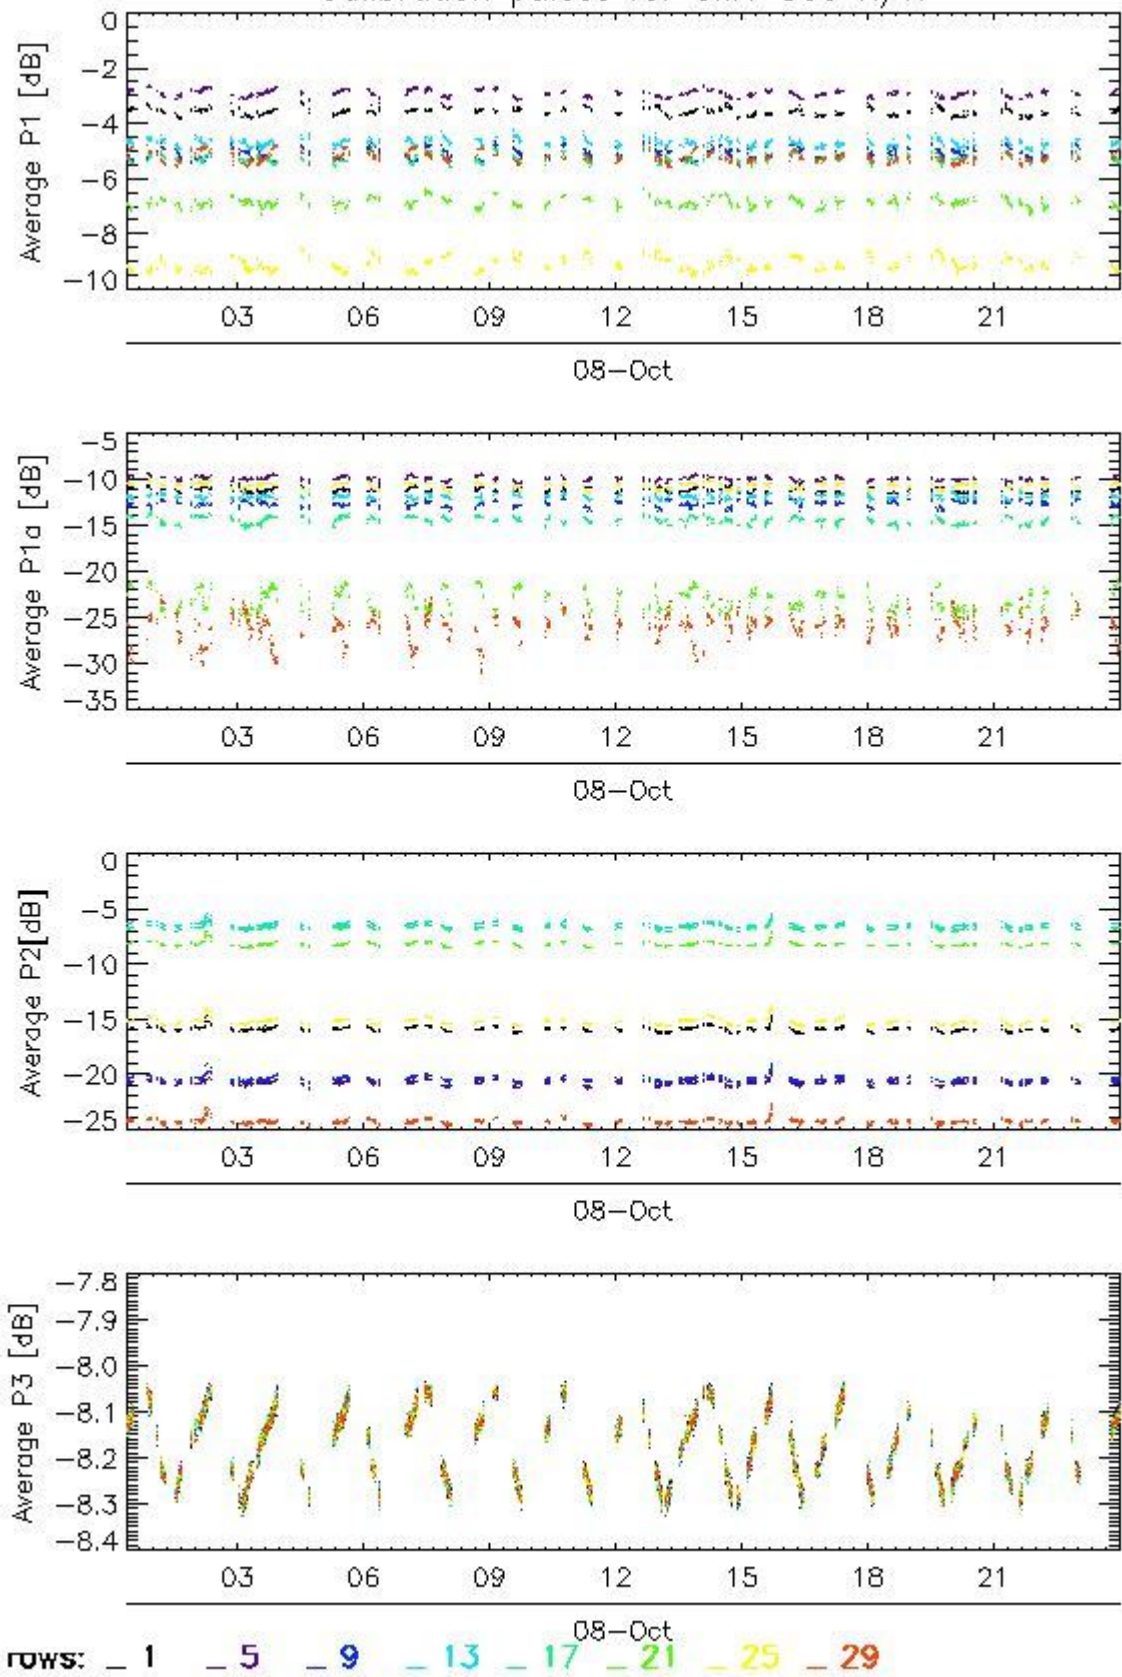 0
-2
-4
-6
-8
-10
Average P1 [dB]
03 06 09 12 15 18 21
08-Oct
-5
-10
-15
-20
-25
-30
-35
Average P1a [dB]
03 06 09 12 15 18 21
08-Oct
0
-5
-10
-15
-20
-25
Average P2[dB]
03 06 09 12 15 18 21
08-Oct
-7.8
-7.9
-8.0
-8.1
-8.2
-8.3
-8.4
Average P3 [dB]
03 06 09 12 15 18 21
08-Oct
rows: _ 1 _ 5 _ 9 _ 13 _ 17 _ 21 _ 25 _ 29